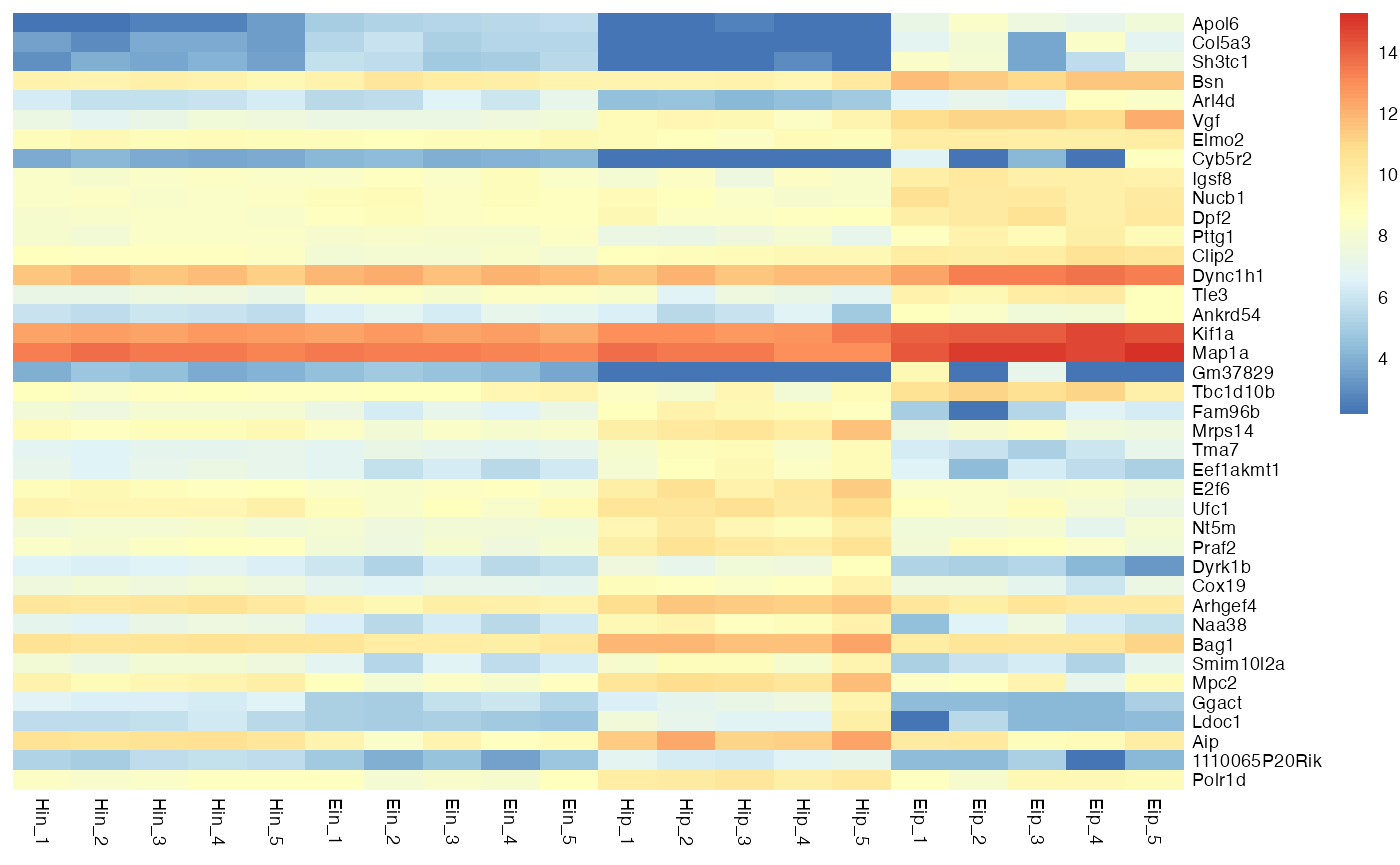 Apol6
Col5a3
Sh3tc1
Bsn
Arl4d
Vgf
Elmo2
Cyb5r2
Igsf8
Nucb1
Dpf2
Pttg1
Clip2
Dync1h1
Tle3
Ankrd54
Kif1a
Map1a
Gm37829
Tbc1d10b
Fam96b
Mrps14
Tma7
Eef1akmt1
E2f6
Ufc1
Nt5m
Praf2
Dyrk1b
Cox19
Arhgef4
Naa38
Bag1
Smim10l2a
Mpc2
Ggact
Ldoc1
Aip
1110065P20Rik
Polr1d
14
12
10
8
6
4
Hin_1
Hin_2
Hin_3
Hin_4
Hin_5
Ein_1
Ein_2
Ein_3
Ein_4
Ein_5
Hip_1
Hip_2
Hip_3
Hip_4
Hip_5
Eip_1
Eip_2
Eip_3
Eip_4
Eip_5